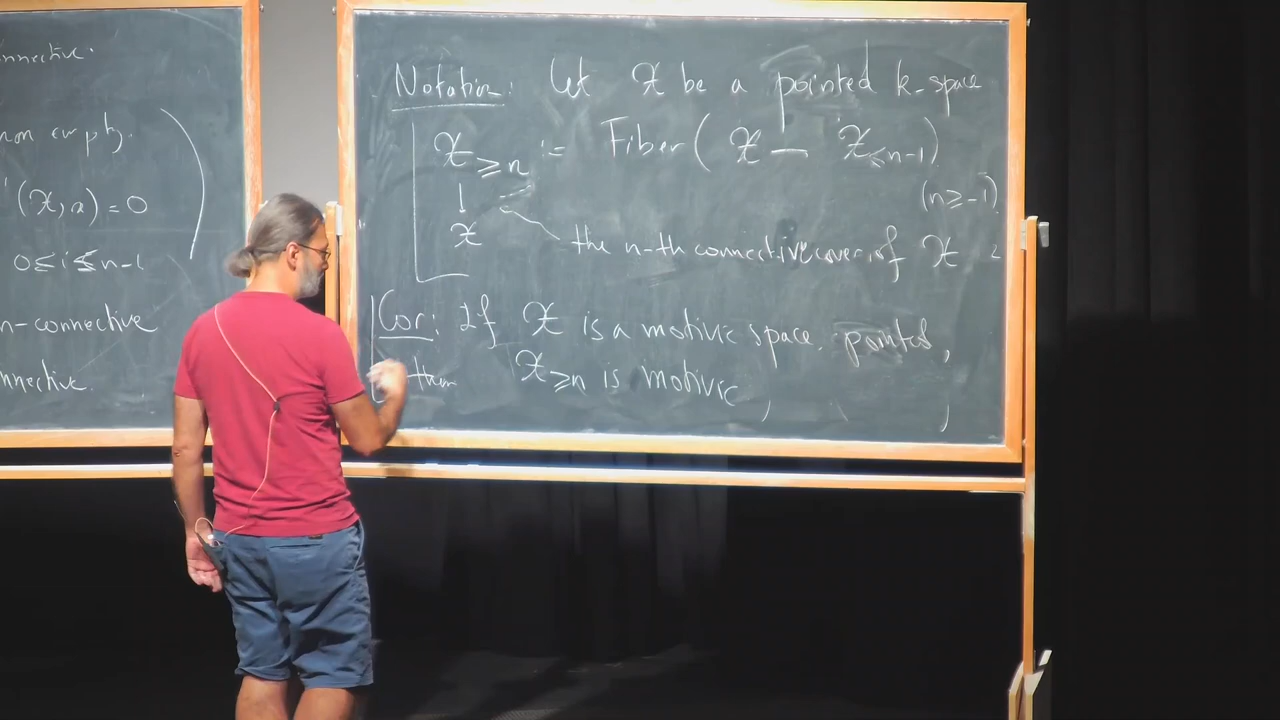 nnective.
non empty.
(𝒳, x) = 0
0 ≤ i ≤ n-1
n-connective
nnective.
Notation: Let 𝒳 be a pointed k-space
𝒳≥n := Fiber( 𝒳 — 𝒳≤n-1)
(n≥-1)
↓
𝒳
the n-th connective cover of 𝒳
Cor: If 𝒳 is a motivic space, pointed,
then 𝒳≥n is motivic,